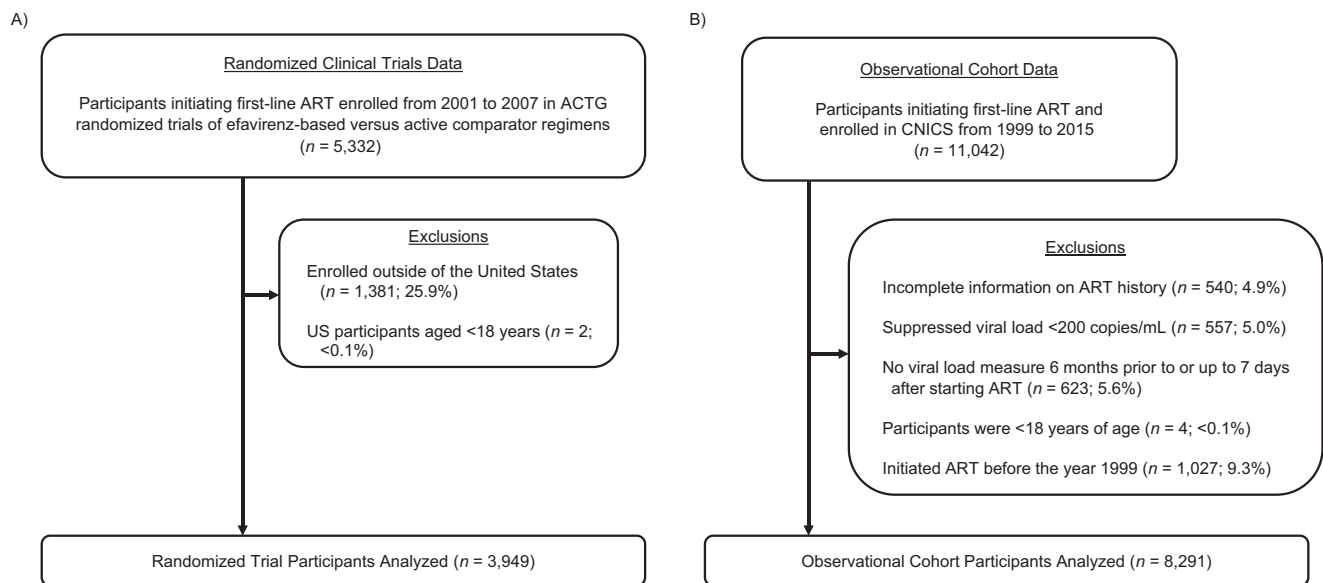 A)
Randomized Clinical Trials Data
Participants initiating first-line ART enrolled from 2001 to 2007 in ACTG
randomized trials of efavirenz-based versus active comparator regimens
(n = 5,332)
Exclusions
Enrolled outside of the United States
(n = 1,381; 25.9%)
US participants aged <18 years (n = 2;
<0.1%)
Randomized Trial Participants Analyzed (n = 3,949)
B)
Observational Cohort Data
Participants initiating first-line ART and
enrolled in CNICS from 1999 to 2015
(n = 11,042)
Exclusions
Incomplete information on ART history (n = 540; 4.9%)
Suppressed viral load <200 copies/mL (n = 557; 5.0%)
No viral load measure 6 months prior to or up to 7 days
after starting ART (n = 623; 5.6%)
Participants were <18 years of age (n = 4; <0.1%)
Initiated ART before the year 1999 (n = 1,027; 9.3%)
Observational Cohort Participants Analyzed (n = 8,291)